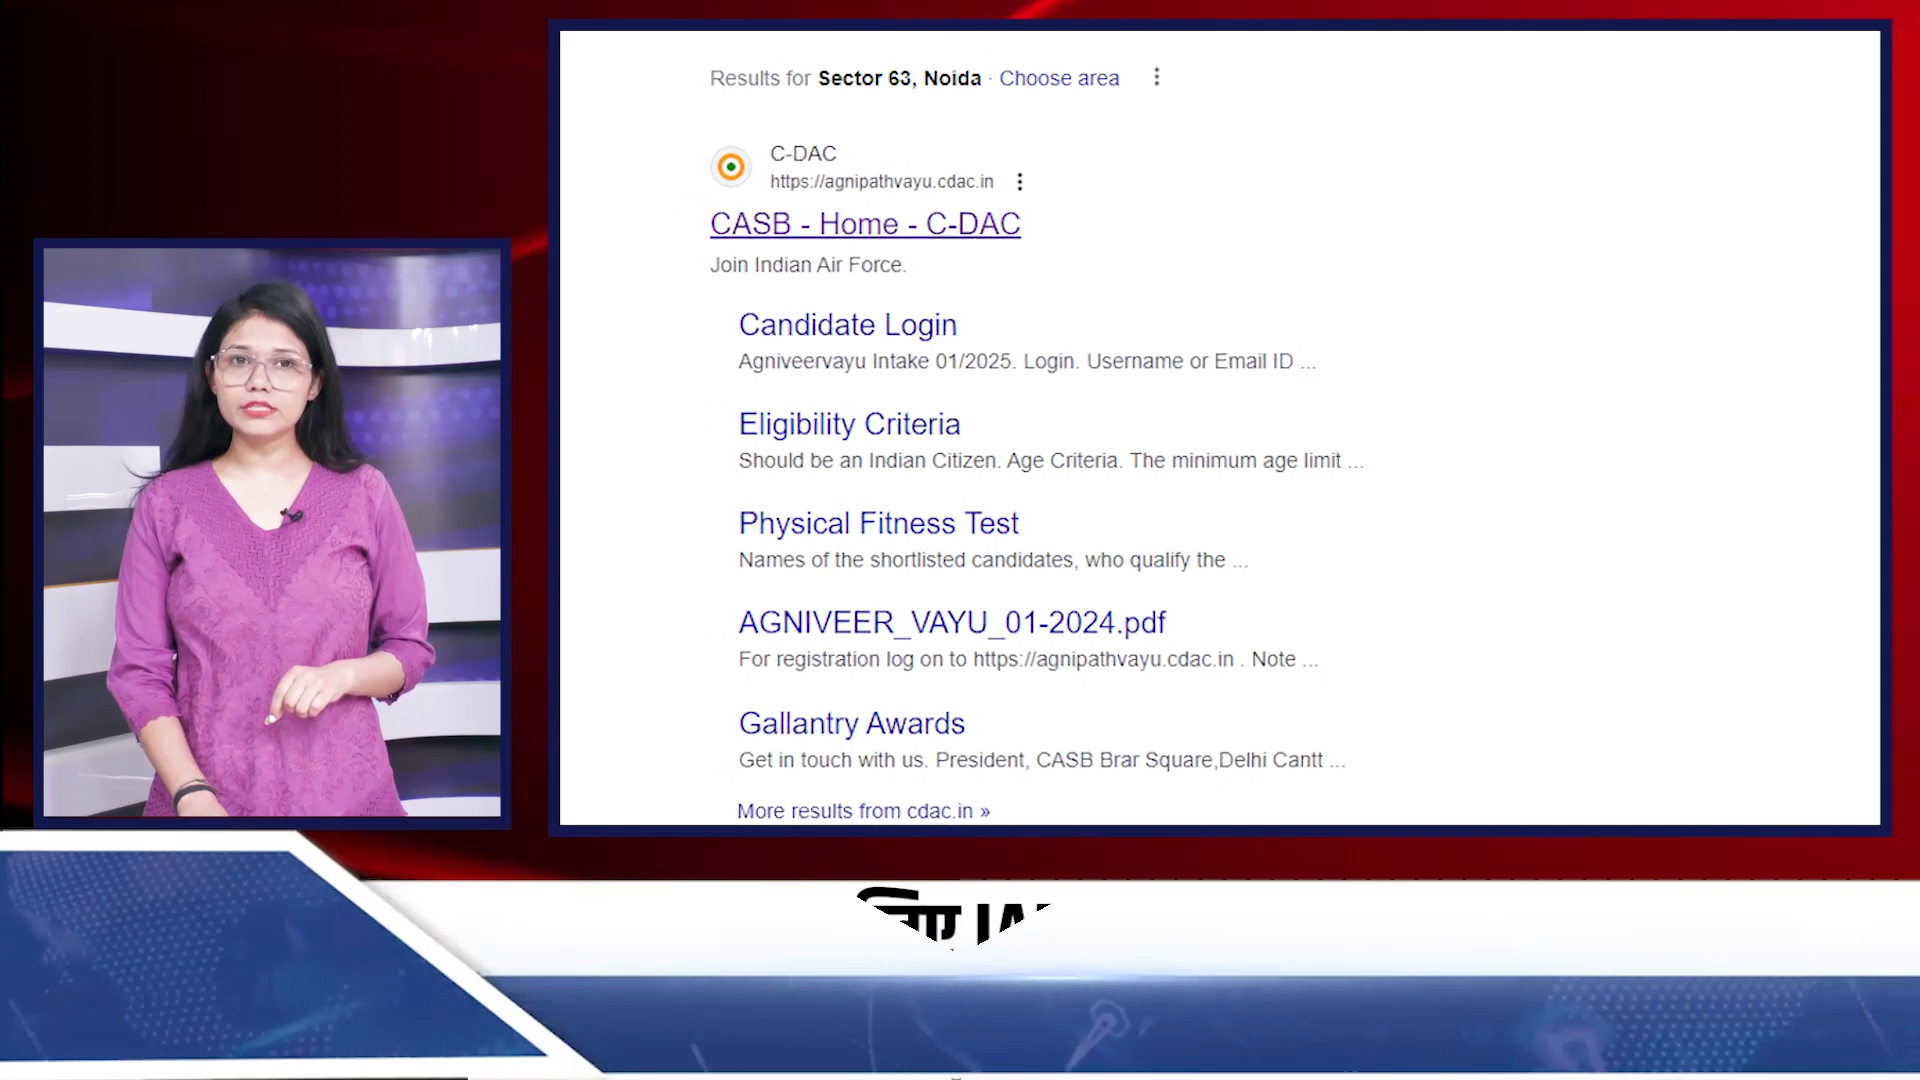 Results for Sector 63, Noida · Choose area
C-DAC
https://agnipathvayu.cdac.in
CASB - Home - C-DAC
Join Indian Air Force.
Candidate Login
Agniveervayu Intake 01/2025. Login. Username or Email ID ...
Eligibility Criteria
Should be an Indian Citizen. Age Criteria. The minimum age limit ...
Physical Fitness Test
Names of the shortlisted candidates, who qualify the ...
AGNIVEER_VAYU_01-2024.pdf
For registration log on to https://agnipathvayu.cdac.in . Note ...
Gallantry Awards
Get in touch with us. President, CASB Brar Square,Delhi Cantt ...
More results from cdac.in »